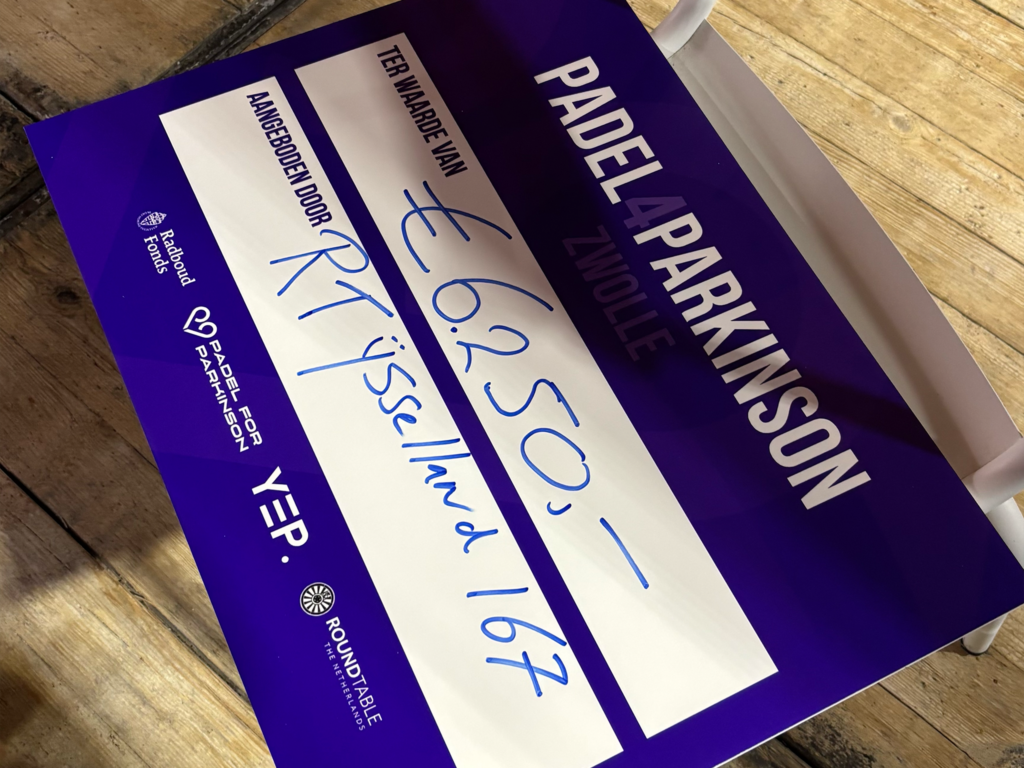 PADEL4PARKINSON
ZWOLLE
TER WAARDE VAN
€ 6.250,-
AANGEBODEN DOOR
RT ijsselland 167
Radboud
Fonds
PADEL FOR
PARKINSON
YEP.
ROUNDTABLE
THE NETHERLANDS